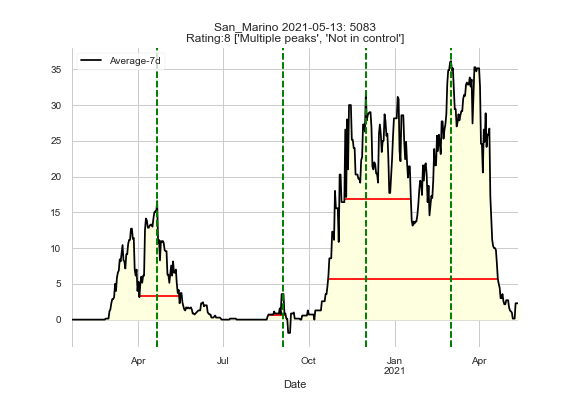 San_Marino 2021-05-13: 5083
Rating:8 ['Multiple peaks', 'Not in control']
Average-7d
35
30
25
20
15
10
5
0
Apr Jul Oct Jan Apr
2021
Date